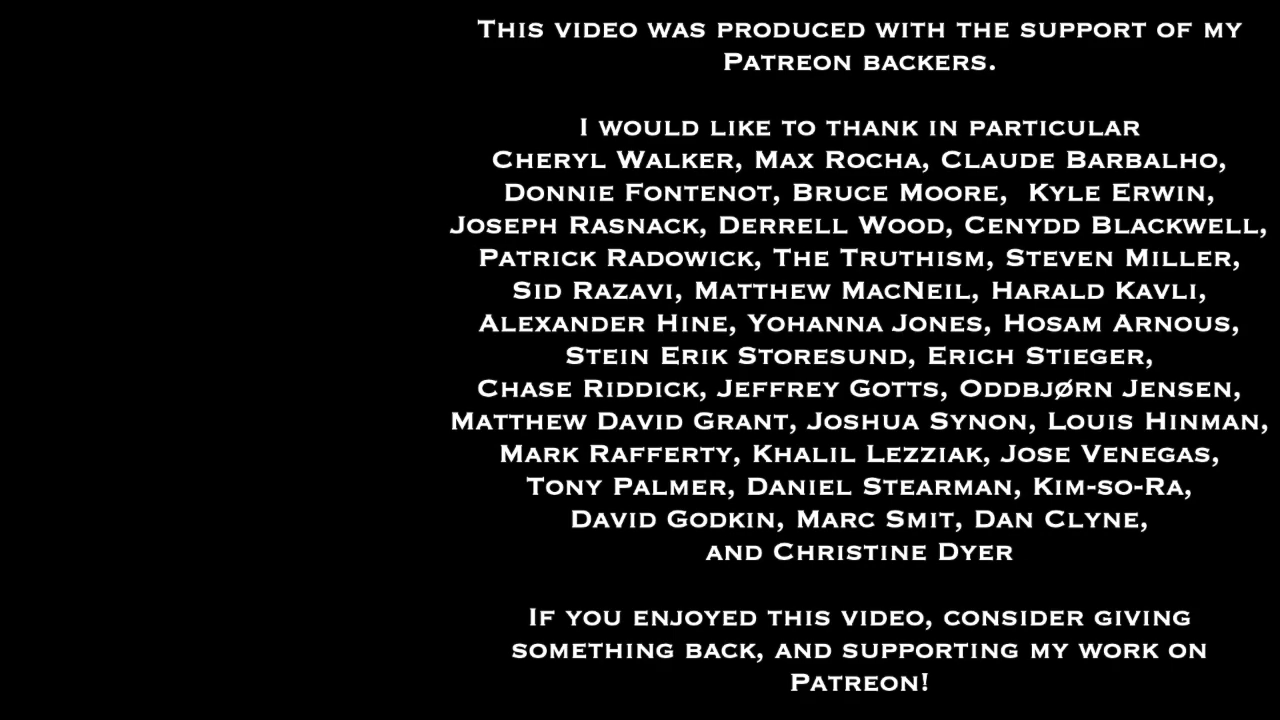 This video was produced with the support of my
Patreon backers.
I would like to thank in particular
Cheryl Walker, Max Rocha, Claude Barbalho,
Donnie Fontenot, Bruce Moore, Kyle Erwin,
Joseph Rasnack, Derrell Wood, Cenydd Blackwell,
Patrick Radowick, The Truthism, Steven Miller,
Sid Razavi, Matthew MacNeil, Harald Kavli,
Alexander Hine, Yohanna Jones, Hosam Arnous,
Stein Erik Storesund, Erich Stieger,
Chase Riddick, Jeffrey Gotts, Oddbjørn Jensen,
Matthew David Grant, Joshua Synon, Louis Hinman,
Mark Rafferty, Khalil Lezziak, Jose Venegas,
Tony Palmer, Daniel Stearman, Kim-so-Ra,
David Godkin, Marc Smit, Dan Clyne,
and Christine Dyer
If you enjoyed this video, consider giving
something back, and supporting my work on
Patreon!